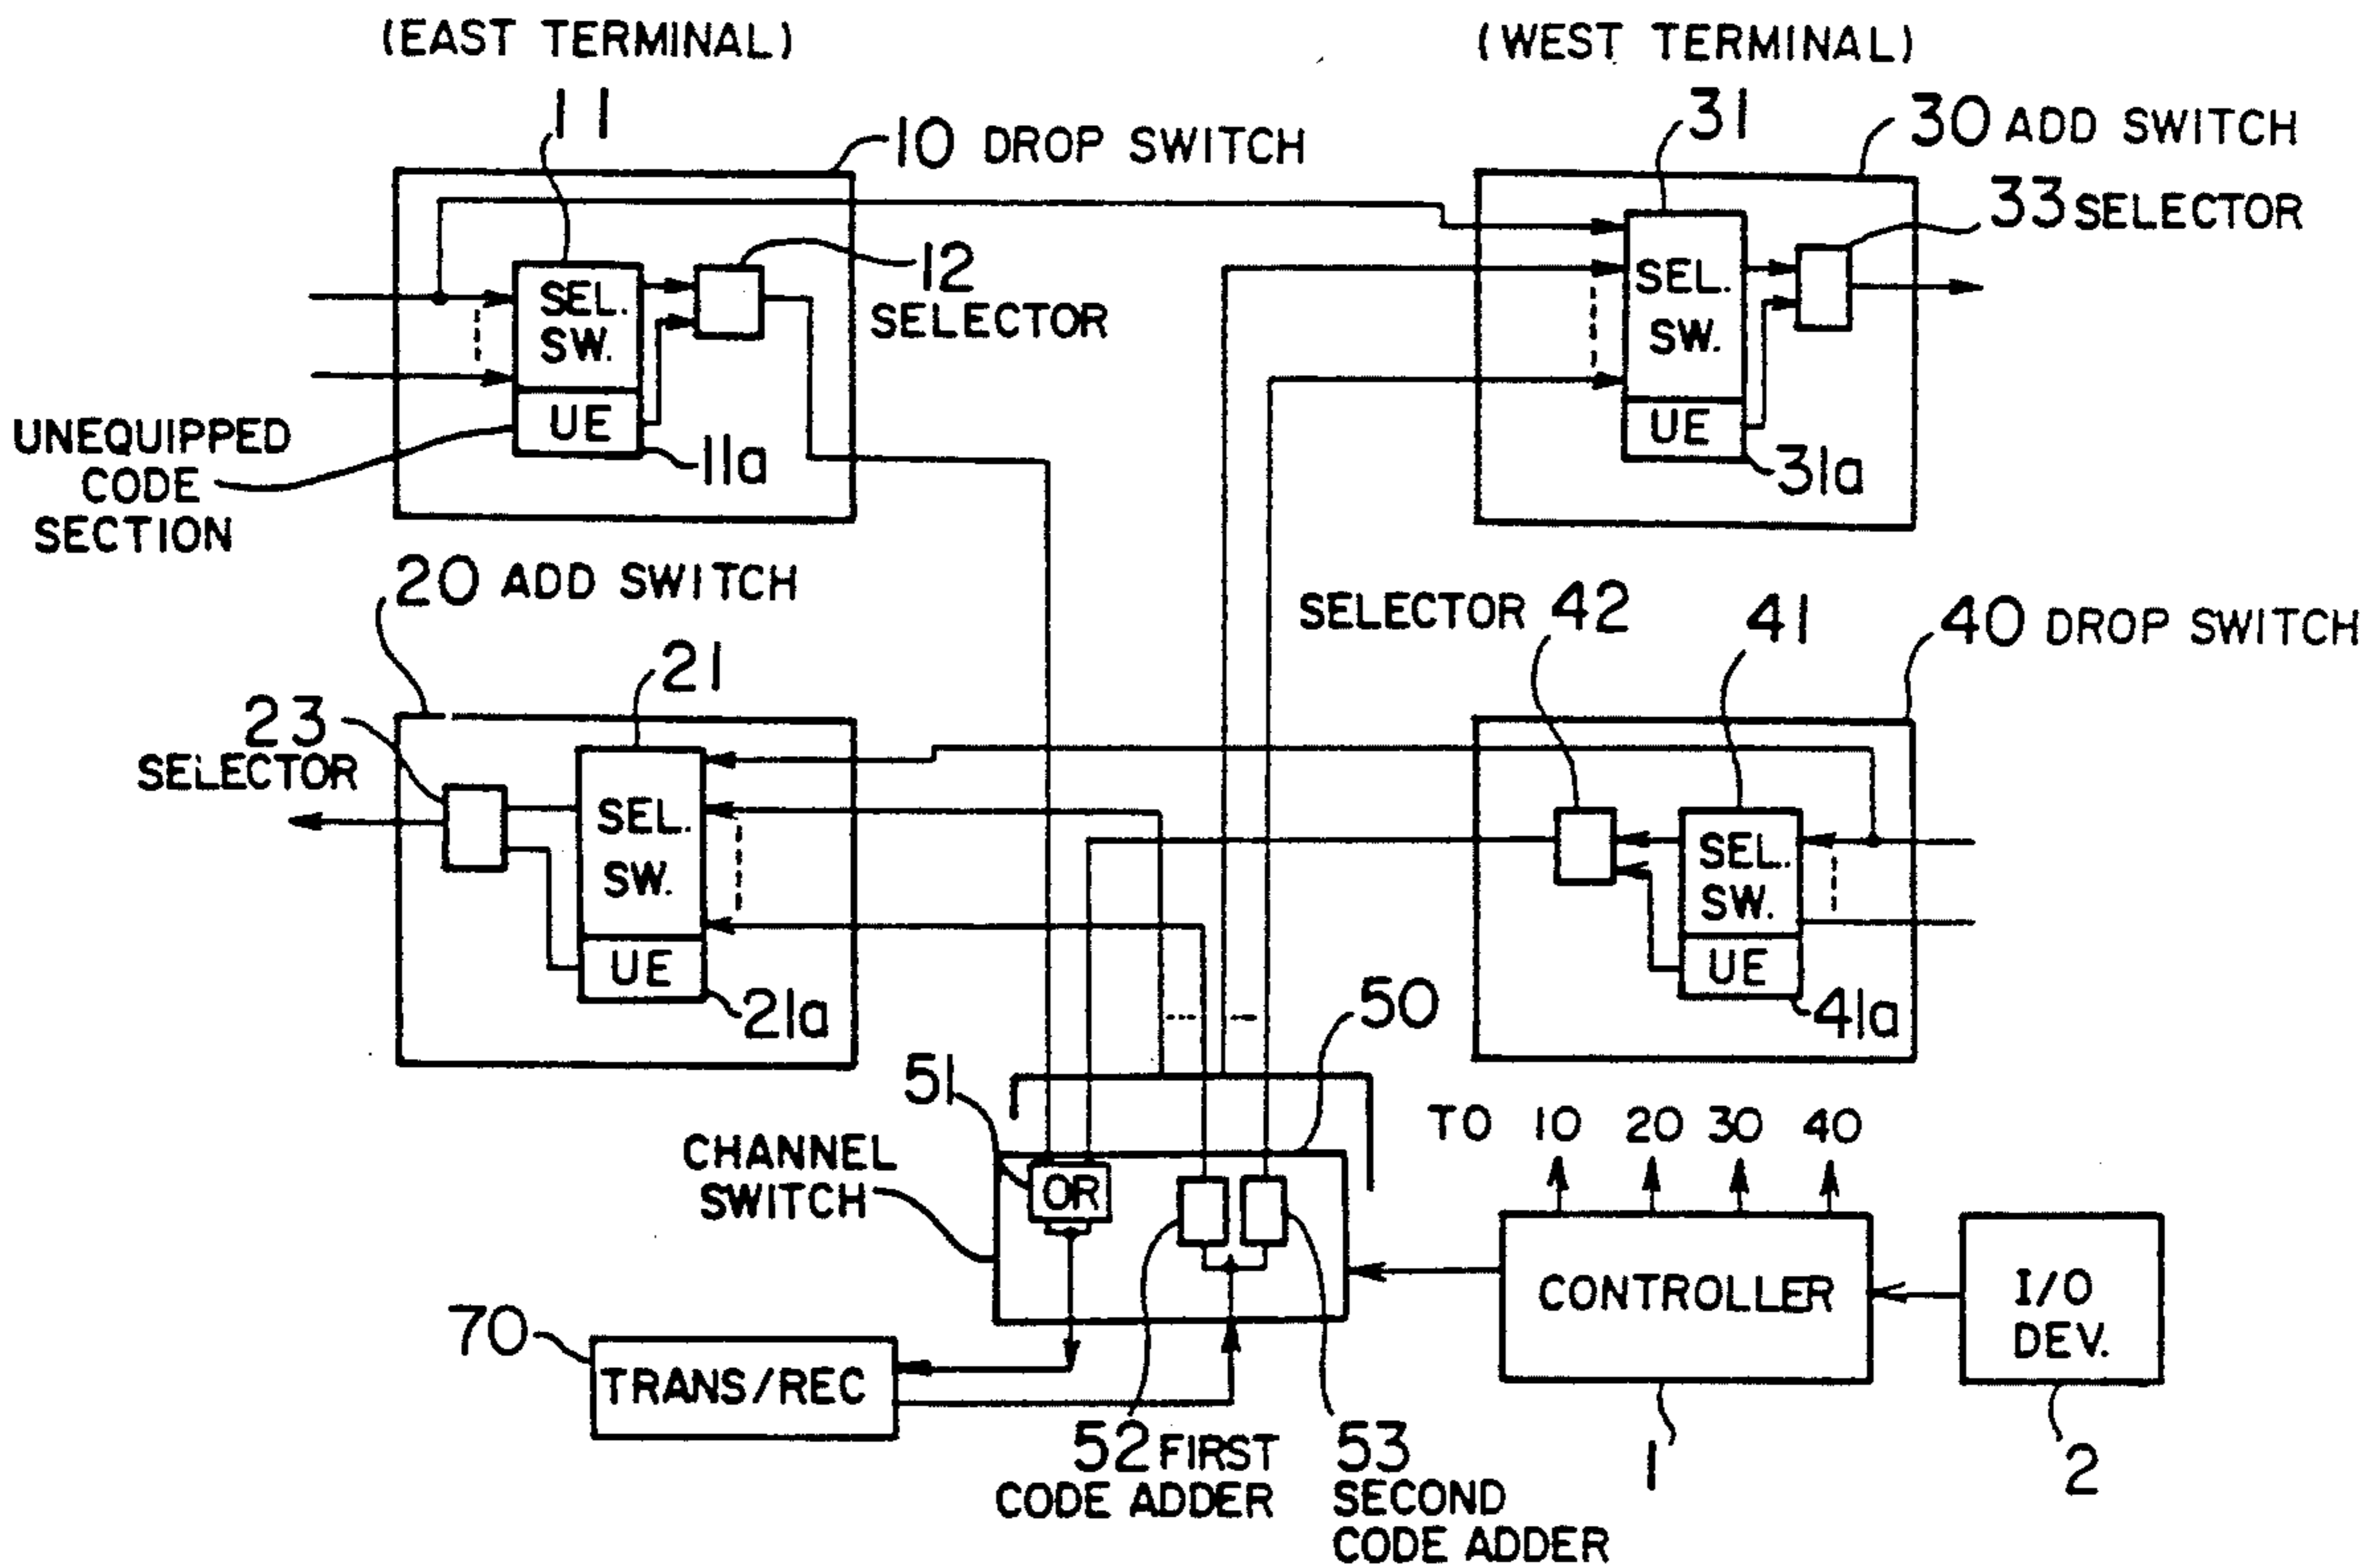 (EAST TERMINAL)
(WEST TERMINAL)
11
10 DROP SWITCH
31
30 ADD SWITCH
33 SELECTOR
12
SELECTOR
SEL.
SW.
UE
11a
UNEQUIPPED
CODE
SECTION
SEL.
SW.
UE
31a
20 ADD SWITCH
21
23
SELECTOR
SEL.
SW.
UE
21a
SELECTOR 42
41
40 DROP SWITCH
SEL.
SW.
UE
41a
50
51
CHANNEL
SWITCH
OR
TO 10 20 30 40
CONTROLLER
I/O
DEV.
70
TRANS/REC
52 FIRST
CODE ADDER
53
SECOND
CODE ADDER
1
2